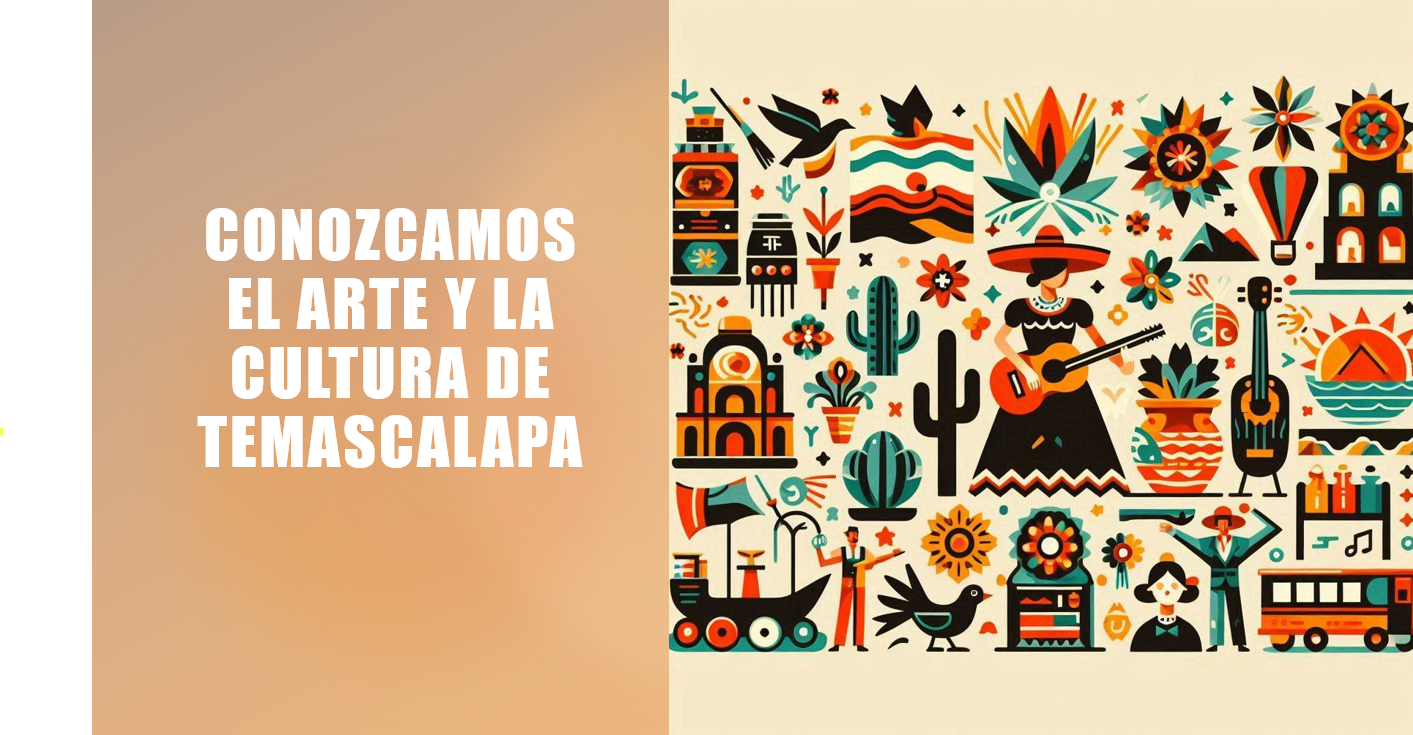 CONOZCAMOS
EL ARTE Y LA
CULTURA DE
TEMASCALAPA